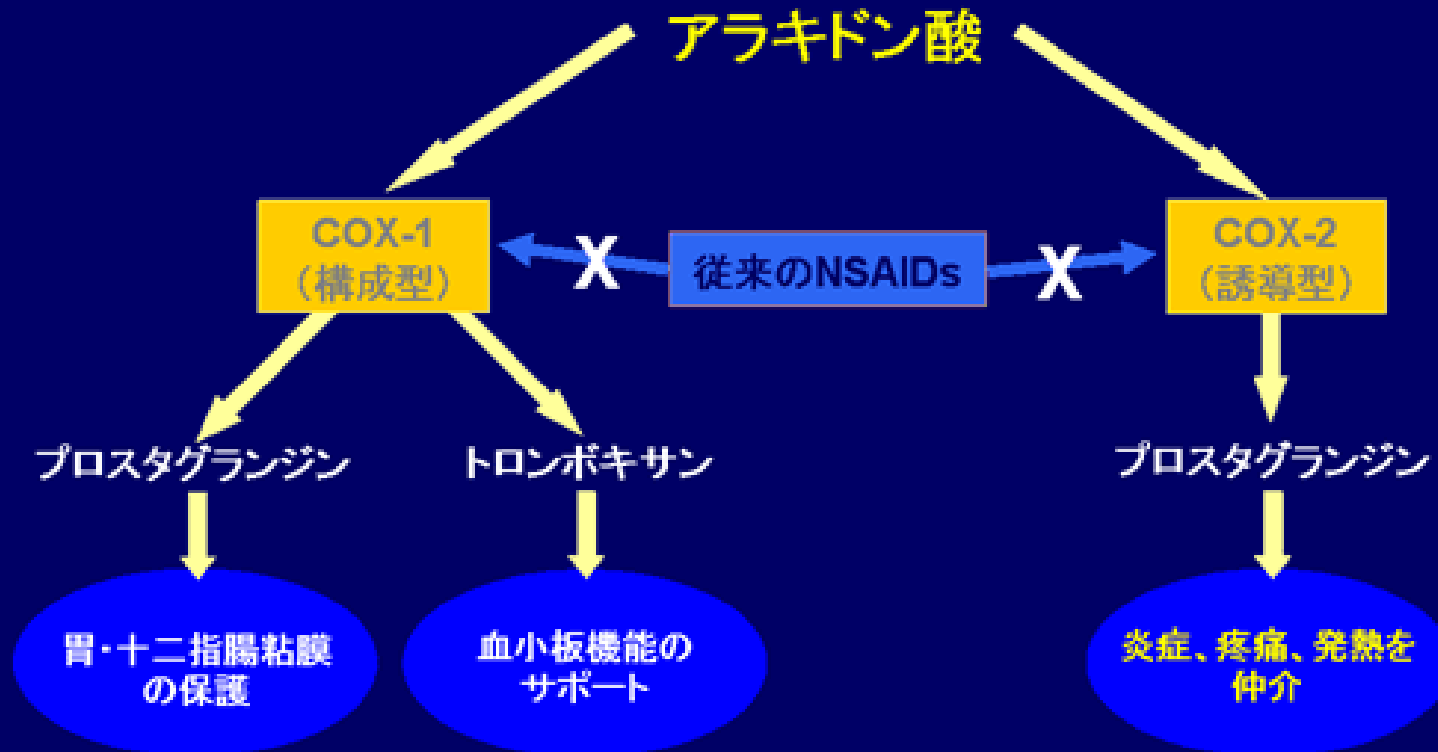 アラキドン酸
COX-1
（構成型）
X
従来のNSAIDs
X
COX-2
（誘導型）
プロスタグランジン
トロンボキサン
プロスタグランジン
胃・十二指腸粘膜
の保護
血小板機能の
サポート
炎症、疼痛、発熱を
仲介